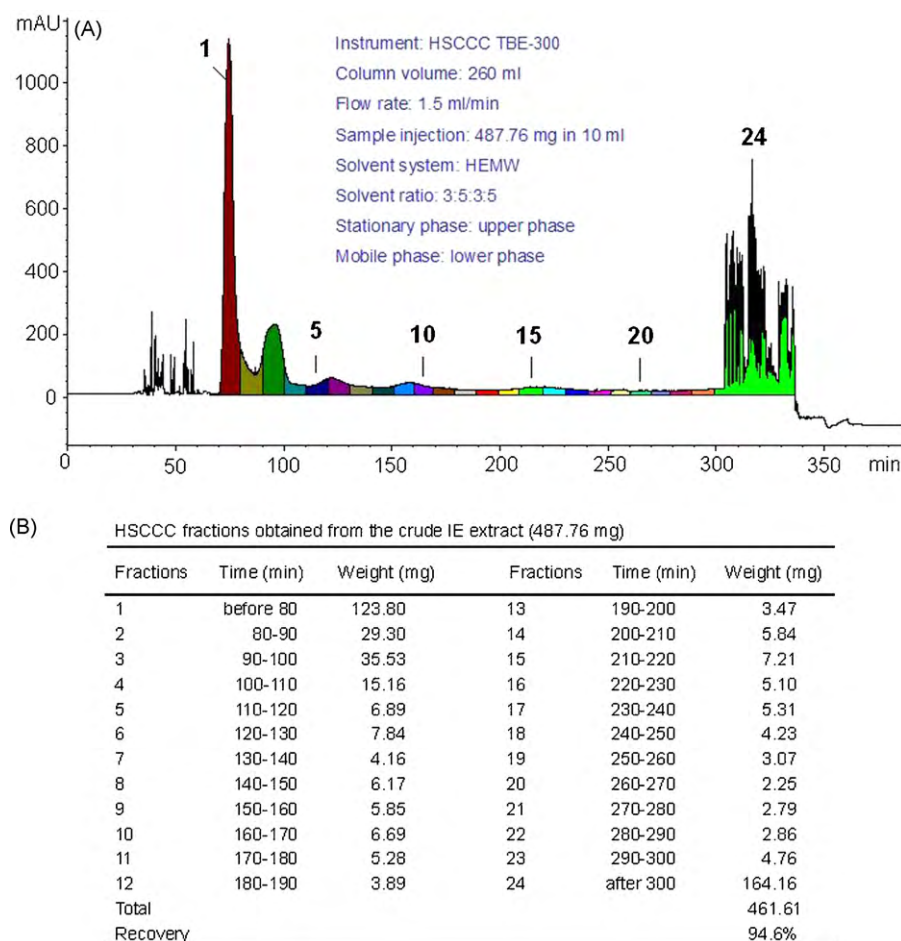 mAU (A)
1
Instrument: HSCCC TBE-300
Column volume: 260 ml
Flow rate: 1.5 ml/min
Sample injection: 487.76 mg in 10 ml
Solvent system: HEMW
Solvent ratio: 3:5:3:5
Stationary phase: upper phase
Mobile phase: lower phase
24
1000
800
600
400
200
0
5 10 15 20
0 50 100 150 200 250 300 350 min
(B) HSCCC fractions obtained from the crude IE extract (487.76 mg)
Fractions Time (min) Weight (mg) Fractions Time (min) Weight (mg)
1 before 80 123.80 13 190-200 3.47
2 80-90 29.30 14 200-210 5.84
3 90-100 35.53 15 210-220 7.21
4 100-110 15.16 16 220-230 5.10
5 110-120 6.89 17 230-240 5.31
6 120-130 7.84 18 240-250 4.23
7 130-140 4.16 19 250-260 3.07
8 140-150 6.17 20 260-270 2.25
9 150-160 5.85 21 270-280 2.79
10 160-170 6.69 22 280-290 2.86
11 170-180 5.28 23 290-300 4.76
12 180-190 3.89 24 after 300 164.16
Total 461.61
Recovery 94.6%